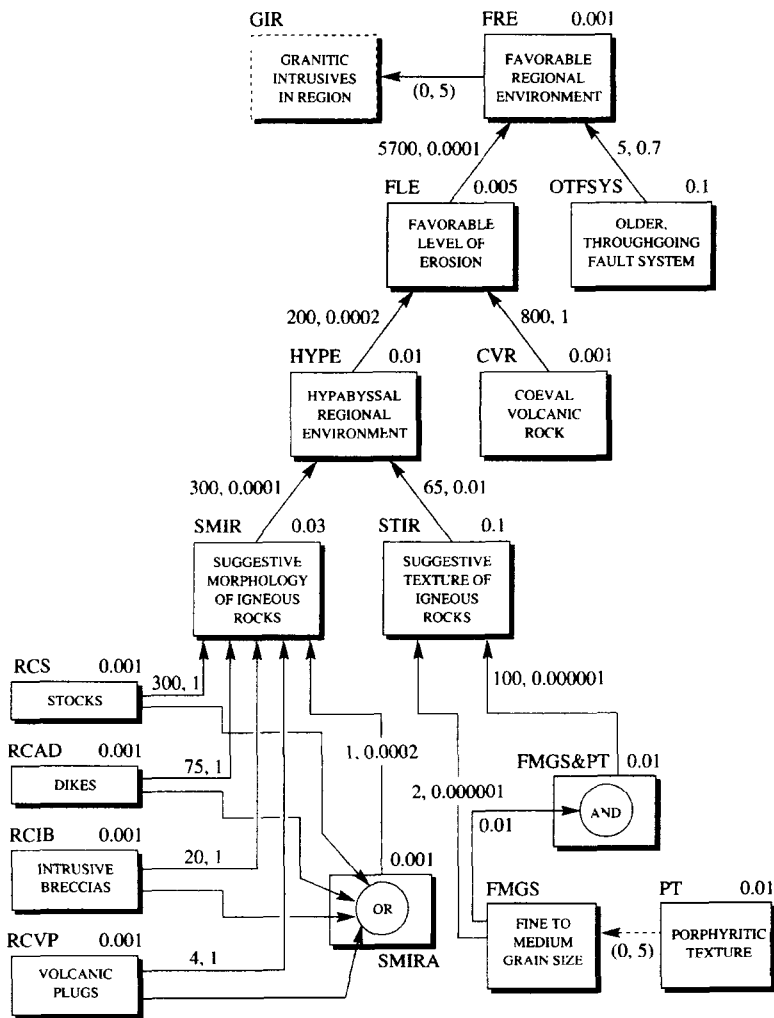 GIR
FRE
0.001
GRANITIC
INTRUSIVES
IN REGION
FAVORABLE
REGIONAL
ENVIRONMENT
(0, 5)
5700, 0.0001
5, 0.7
FLE
0.005
OTFSYS
0.1
FAVORABLE
LEVEL OF
EROSION
OLDER,
THROUGHGOING
FAULT SYSTEM
200, 0.0002
800, 1
HYPE
0.01
CVR
0.001
HYPABYSSAL
REGIONAL
ENVIRONMENT
COEVAL
VOLCANIC
ROCK
300, 0.0001
65, 0.01
SMIR
0.03
STIR
0.1
SUGGESTIVE
MORPHOLOGY
OF IGNEOUS
ROCKS
SUGGESTIVE
TEXTURE OF
IGNEOUS
ROCKS
RCS
0.001
300, 1
STOCKS
100, 0.000001
RCAD
0.001
75, 1
DIKES
1, 0.0002
FMGS&PT
0.01
2, 0.000001
AND
0.01
RCIB
0.001
20, 1
INTRUSIVE
BRECCIAS
0.001
OR
SMIRA
FMGS
PT
0.01
FINE TO
MEDIUM
GRAIN SIZE
(0, 5)
PORPHYRITIC
TEXTURE
RCVP
0.001
4, 1
VOLCANIC
PLUGS